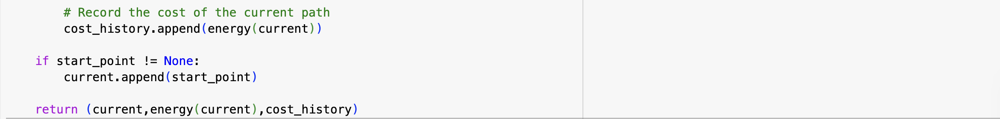 # Record the cost of the current path
cost_history.append(energy(current))
if start_point != None:
current.append(start_point)
return (current,energy(current),cost_history)